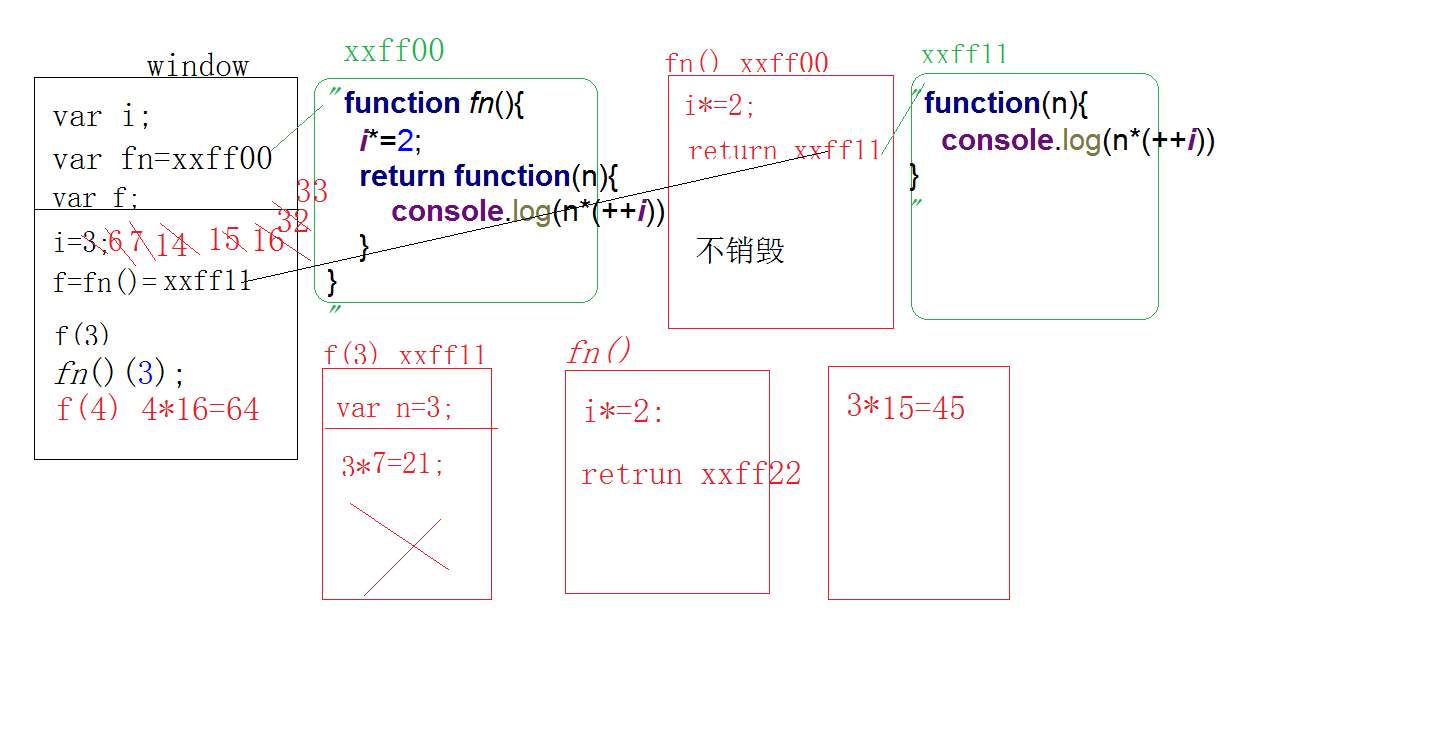 window
var i;
var fn=xxff00
var f;
i=3;6 7 14 15 16 32 33
f=fn()=xxff11
f(3)
fn()(3);
f(4) 4*16=64
xxff00
"function fn(){
i*=2;
return function(n){
console.log(n*(++i))
}
}
"
fn() xxff00
i*=2;
return xxff11
不销毁
xxff11
"function(n){
console.log(n*(++i))
}
"
f(3) xxff11
var n=3;
3*7=21;
fn()
i*=2:
retrun xxff22
3*15=45